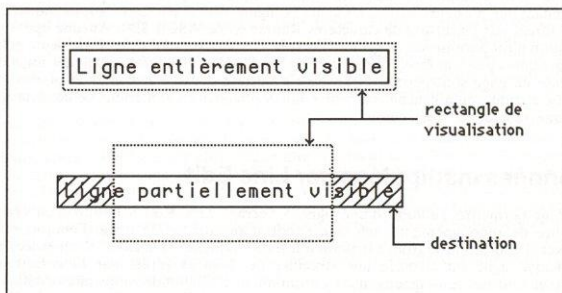 Ligne entièrement visible
rectangle de
visualisation
Ligne partiellement visible
destination